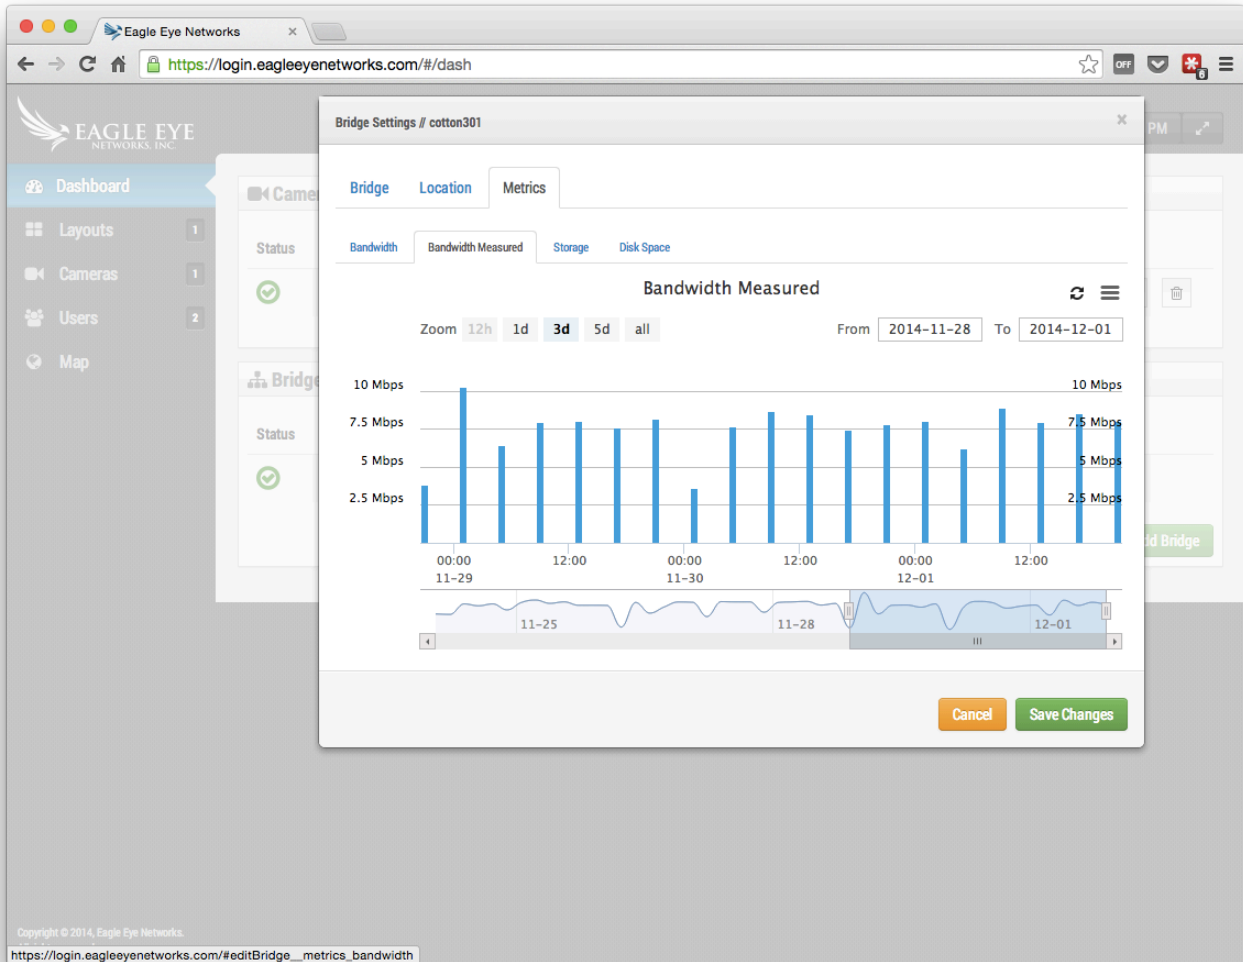 Eagle Eye Networks
https://login.eagleeyenetworks.com/#/dash
OFF
6
EAGLE EYE
NETWORKS, INC.
PM
Dashboard
Layouts 1
Cameras 1
Users 2
Map
Status
Bridge
Status
Bridge Settings // cotton301
Bridge Location Metrics
Bandwidth Bandwidth Measured Storage Disk Space
Bandwidth Measured
Zoom 12h 1d 3d 5d all From 2014-11-28 To 2014-12-01
10 Mbps 10 Mbps
7.5 Mbps 7.5 Mbps
5 Mbps 5 Mbps
2.5 Mbps 2.5 Mbps
00:00 12:00 00:00 12:00 00:00 12:00
11-29 11-30 12-01
11-25 11-28 12-01
Bridge
Cancel Save Changes
Copyright © 2014, Eagle Eye Networks.
https://login.eagleeyenetworks.com/#editBridge__metrics_bandwidth